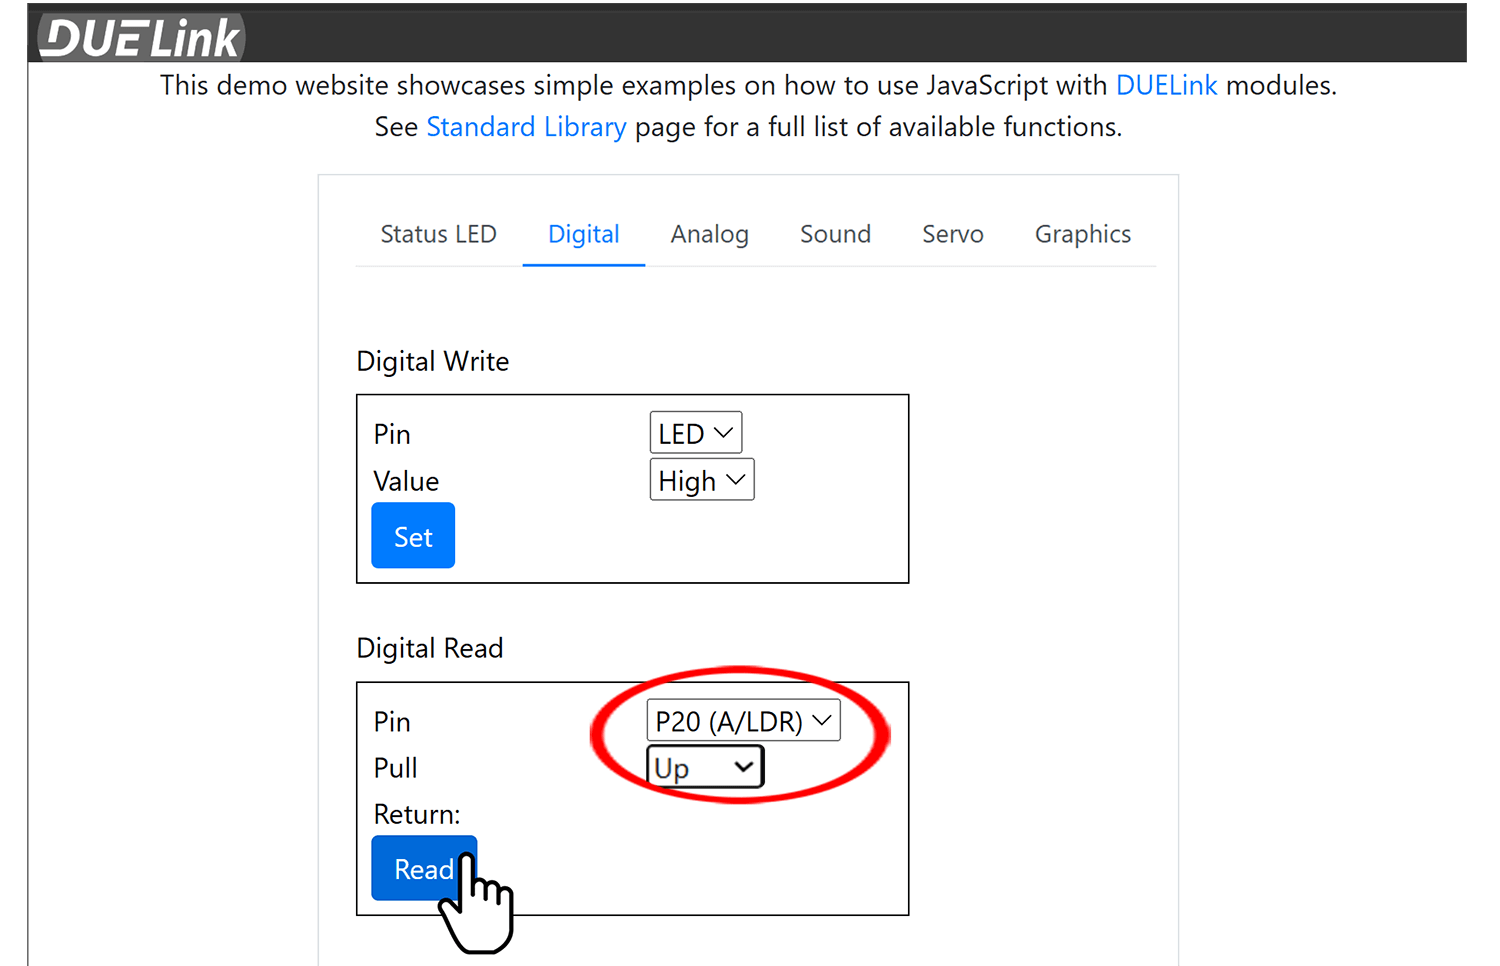 DUELink
This demo website showcases simple examples on how to use JavaScript with DUELink modules.
See Standard Library page for a full list of available functions.
Status LED Digital Analog Sound Servo Graphics
Digital Write
Pin LED
Value High
Set
Digital Read
Pin P20 (A/LDR)
Pull Up
Return:
Read